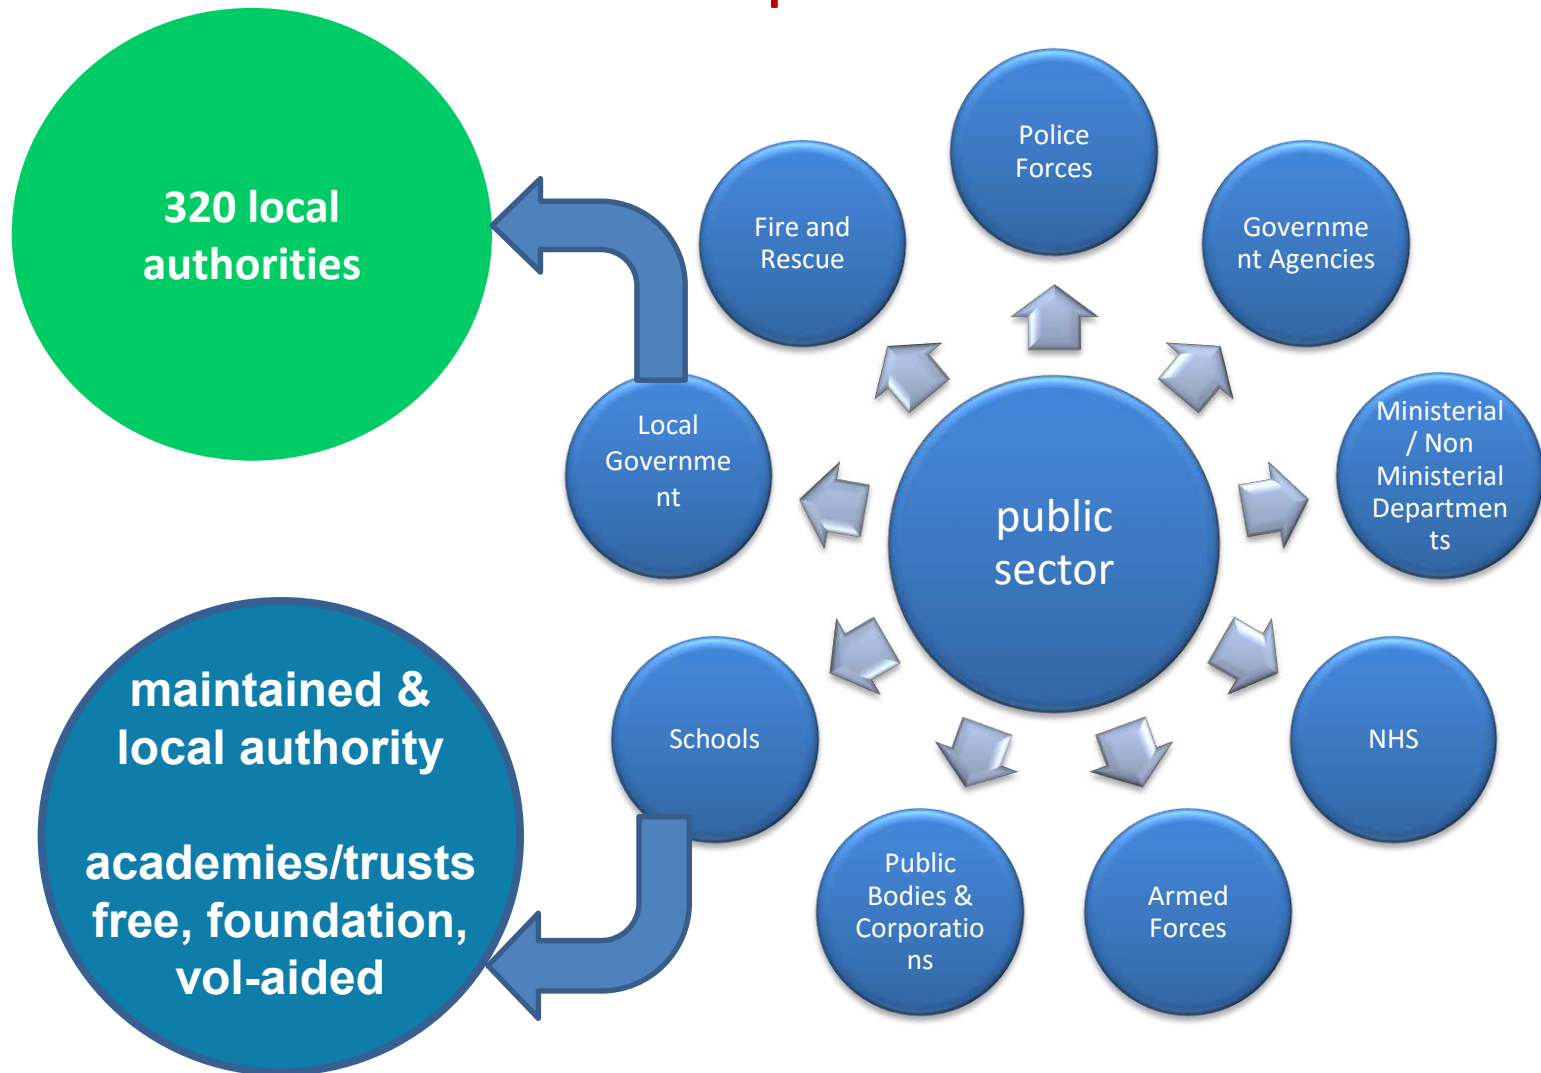 320 local
authorities
Police
Forces
Fire and
Rescue
Governme
nt Agencies
Local
Governme
nt
Ministerial
/ Non
Ministerial
Departmen
ts
public
sector
maintained &
local authority
academies/trusts
free, foundation,
vol-aided
Schools
NHS
Public
Bodies &
Corporatio
ns
Armed
Forces